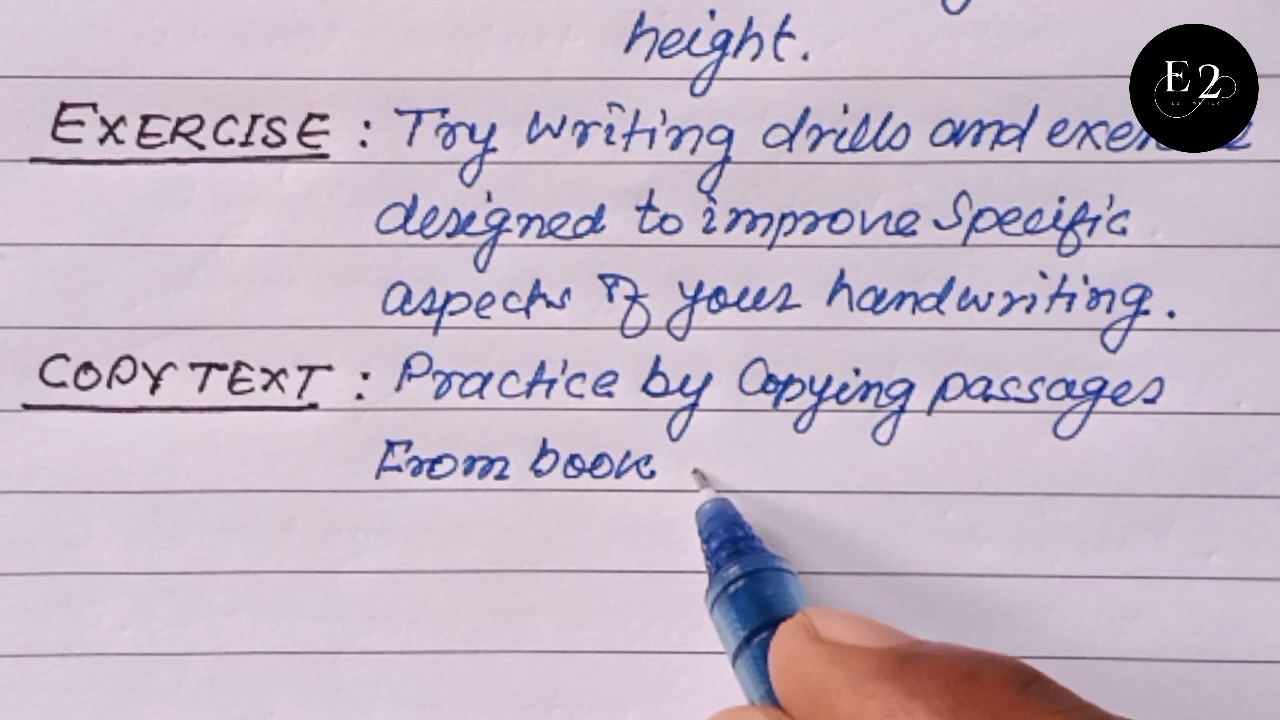 height.
E2
EXERCISE : Try writing drills and
designed to improve specific
aspects of your handwriting.
COPY TEXT : Practice by Copying passages
From book